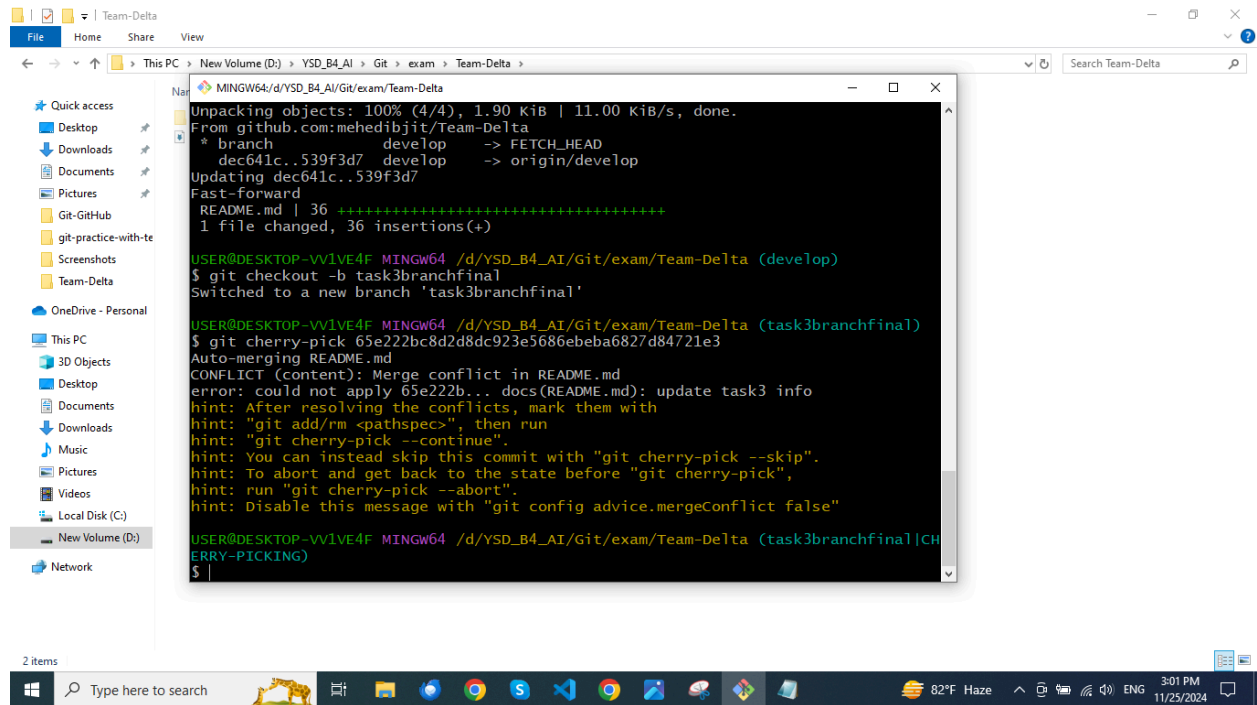 Team-Delta
File Home Share View
This PC New Volume (D:) YSD_B4_AI Git exam Team-Delta
Search Team-Delta
Quick access
Desktop
Downloads
Documents
Pictures
Git-GitHub
git-practice-with-te
Screenshots
Team-Delta
OneDrive - Personal
This PC
3D Objects
Desktop
Documents
Downloads
Music
Pictures
Videos
Local Disk (C:)
New Volume (D:)
Network
Nar
MINGW64:/d/YSD_B4_AI/Git/exam/Team-Delta
Unpacking objects: 100% (4/4), 1.90 KiB | 11.00 KiB/s, done.
From github.com:mehedibjit/Team-Delta
* branch develop -> FETCH_HEAD
dec641c..539f3d7 develop -> origin/develop
Updating dec641c..539f3d7
Fast-forward
README.md | 36 ++++++++++++++++++++++++++++++++++++
1 file changed, 36 insertions(+)
USER@DESKTOP-VV1VE4F MINGW64 /d/YSD_B4_AI/Git/exam/Team-Delta (develop)
$ git checkout -b task3branchfinal
Switched to a new branch 'task3branchfinal'
USER@DESKTOP-VV1VE4F MINGW64 /d/YSD_B4_AI/Git/exam/Team-Delta (task3branchfinal)
$ git cherry-pick 65e222bc8d2d8dc923e5686ebeba6827d84721e3
Auto-merging README.md
CONFLICT (content): Merge conflict in README.md
error: could not apply 65e222b... docs(README.md): update task3 info
hint: After resolving the conflicts, mark them with
hint: "git add/rm <pathspec>", then run
hint: "git cherry-pick --continue".
hint: You can instead skip this commit with "git cherry-pick --skip".
hint: To abort and get back to the state before "git cherry-pick",
hint: run "git cherry-pick --abort".
hint: Disable this message with "git config advice.mergeConflict false"
USER@DESKTOP-VV1VE4F MINGW64 /d/YSD_B4_AI/Git/exam/Team-Delta (task3branchfinal|CH
ERRY-PICKING)
$
2 items
Type here to search
82°F Haze
ENG
3:01 PM
11/25/2024